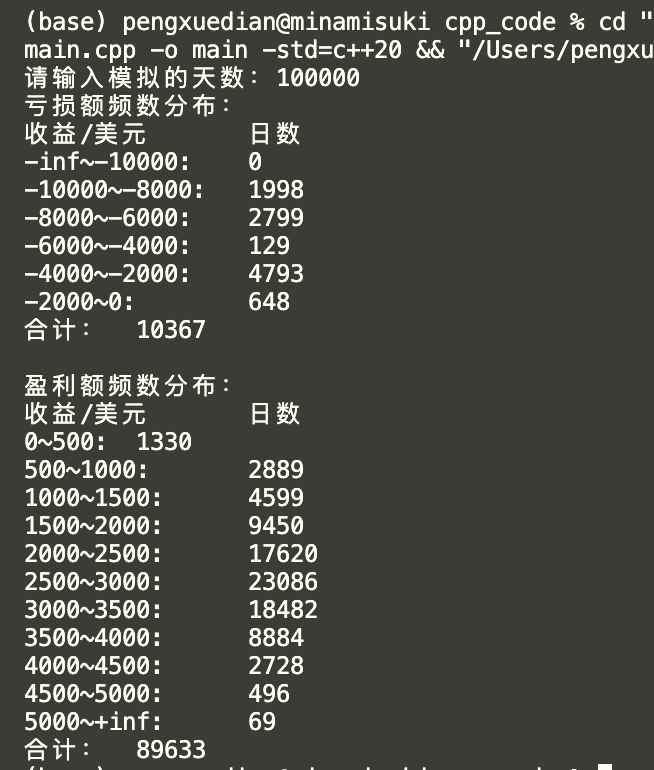 (base) pengxuedian@minamisuki cpp_code % cd "
main.cpp -o main -std=c++20 && "/Users/pengxu
请输入模拟的天数：100000
亏损额频数分布：
收益/美元 日数
-inf~-10000: 0
-10000~-8000: 1998
-8000~-6000: 2799
-6000~-4000: 129
-4000~-2000: 4793
-2000~0: 648
合计： 10367
盈利额频数分布：
收益/美元 日数
0~500: 1330
500~1000: 2889
1000~1500: 4599
1500~2000: 9450
2000~2500: 17620
2500~3000: 23086
3000~3500: 18482
3500~4000: 8884
4000~4500: 2728
4500~5000: 496
5000~+inf: 69
合计： 89633